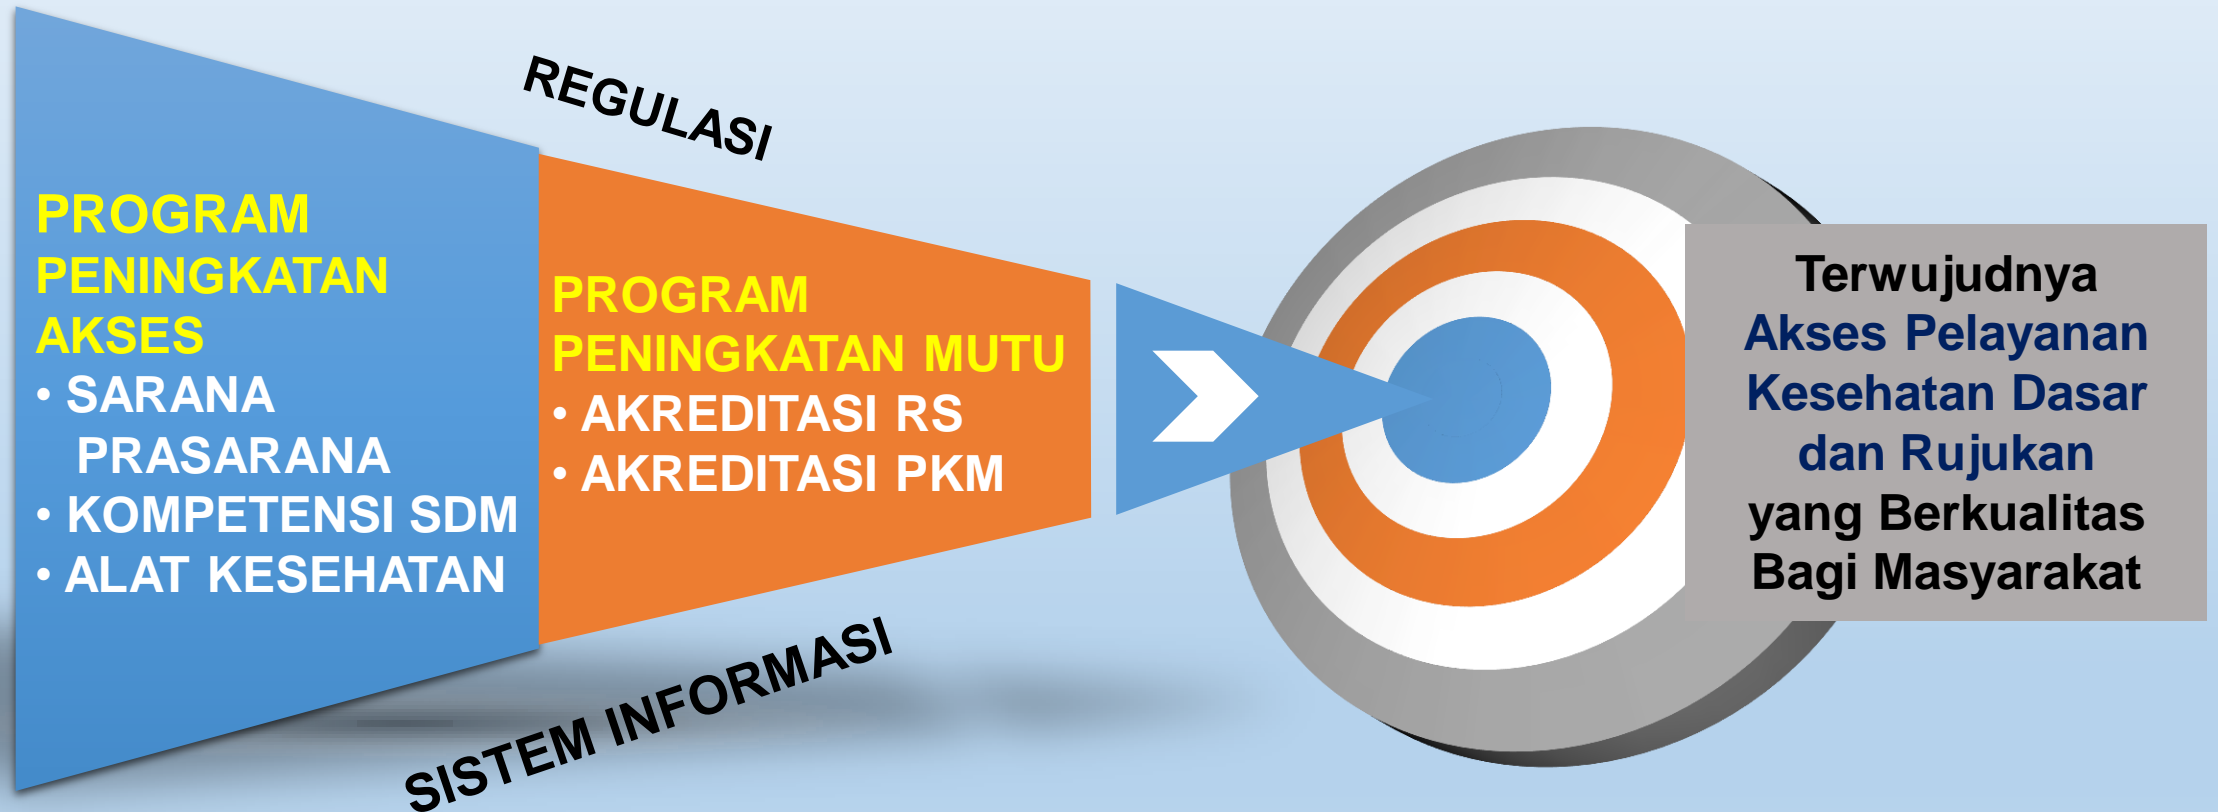 REGULASI
PROGRAM
PENINGKATAN
AKSES
• SARANA
PRASARANA
• KOMPETENSI SDM
• ALAT KESEHATAN
PROGRAM
PENINGKATAN MUTU
• AKREDITASI RS
• AKREDITASI PKM
SISTEM INFORMASI
Terwujudnya
Akses Pelayanan
Kesehatan Dasar
dan Rujukan
yang Berkualitas
Bagi Masyarakat